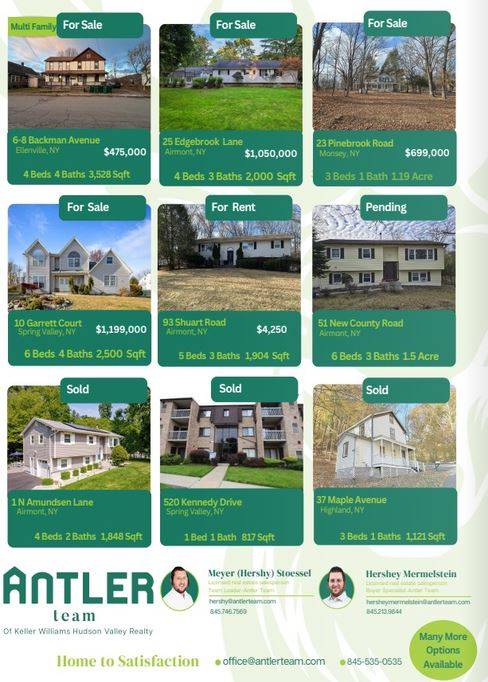 Multi Family
For Sale
6-8 Backman Avenue
Ellenville, NY
$475,000
4 Beds 4 Baths 3,528 Sqft
For Sale
25 Edgebrook Lane
Airmont, NY
$1,050,000
4 Beds 3 Baths 2,000 Sqft
For Sale
23 Pinebrook Road
Monsey, NY
$699,000
3 Beds 1 Bath 1.19 Acre
For Sale
10 Garrett Court
Spring Valley, NY
$1,199,000
6 Beds 4 Baths 2,500 Sqft
For Rent
93 Shuart Road
Airmont, NY
$4,250
5 Beds 3 Baths 1,904 Sqft
Pending
51 New County Road
Airmont, NY
6 Beds 3 Baths 1.5 Acre
Sold
1 N Amundsen Lane
Airmont, NY
4 Beds 2 Baths 1,848 Sqft
Sold
520 Kennedy Drive
Spring Valley, NY
1 Bed 1 Bath 817 Sqft
Sold
37 Maple Avenue
Highland, NY
3 Beds 1 Baths 1,121 Sqft
ANTLER
team
Of Keller Williams Hudson Valley Realty
Meyer (Hershy) Stoessel
Licensed real estate salesperson
Team Leader-Antler Team
hershy@antlerteam.com
845.746.7569
Hershey Mermelstein
Licensed real estate salesperson
Buyer Specialist-Antler Team
hersheymermelstein@antlerteam.com
845.213.9844
Home to Satisfaction
office@antlerteam.com
845-535-0535
Many More
Options
Available